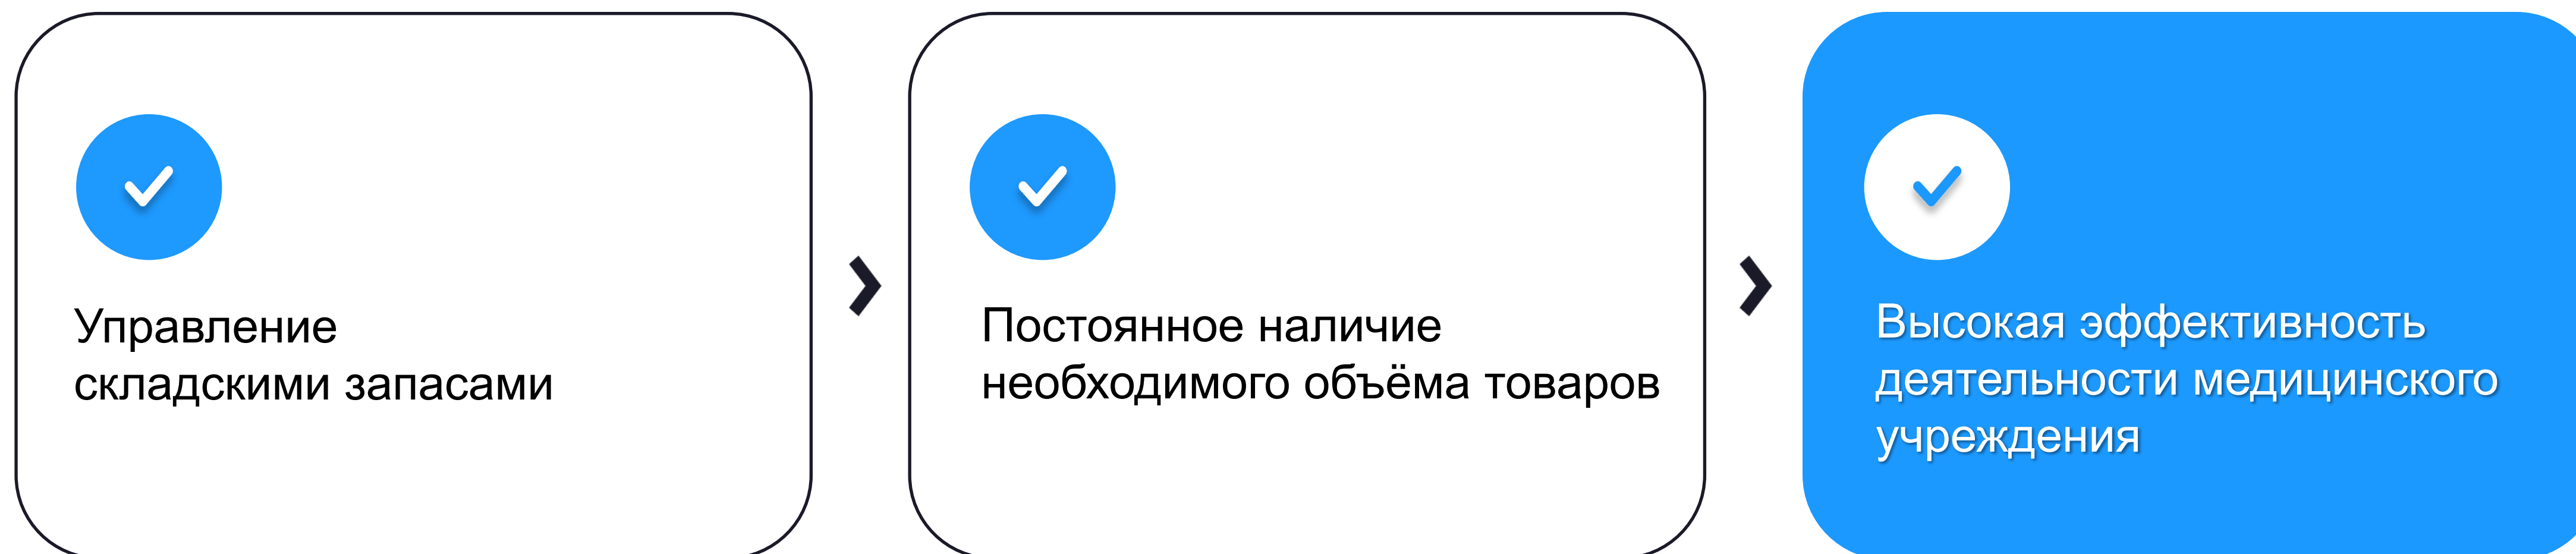 Управление
складскими запасами
Постоянное наличие
необходимого объёма товаров
Высокая эффективность
деятельности медицинского
учреждения